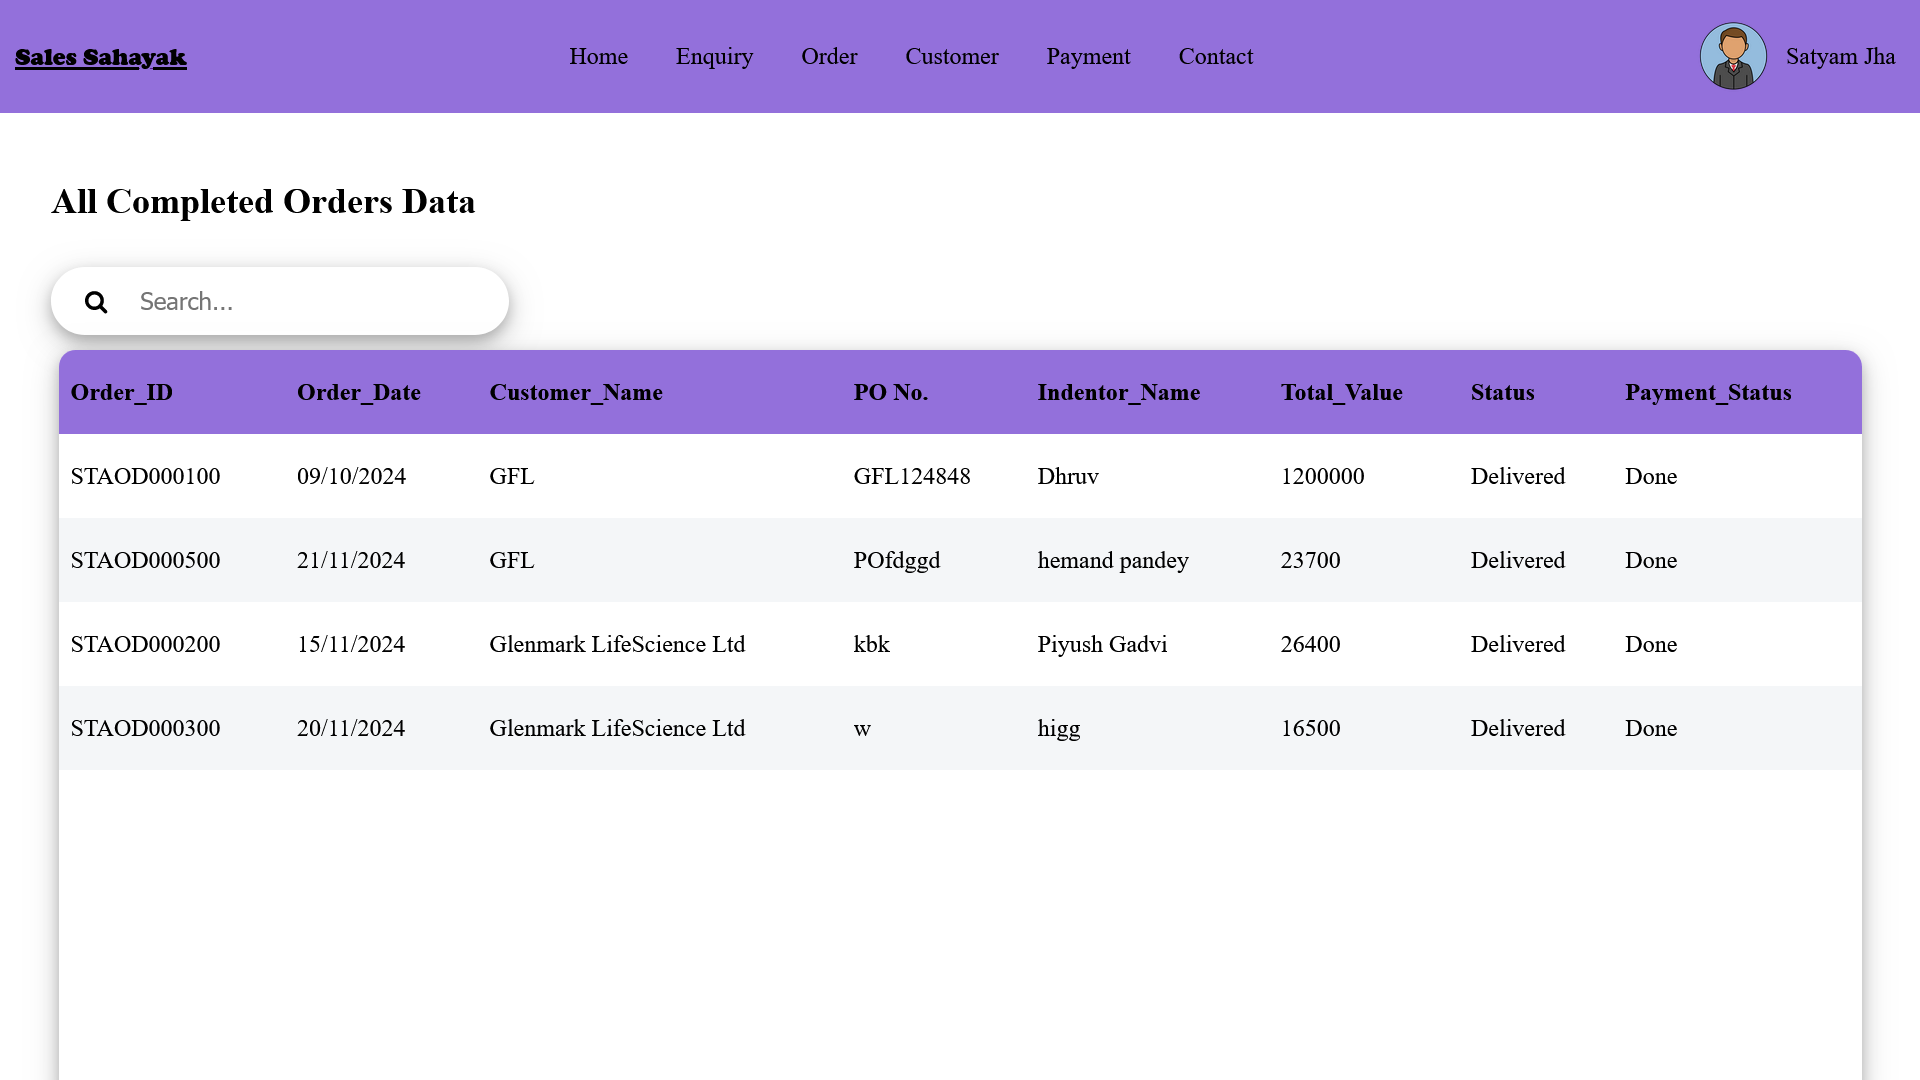 Sales Sahayak Home Enquiry Order Customer Payment Contact Satyam Jha
All Completed Orders Data
Search...
Order_ID Order_Date Customer_Name PO No. Indentor_Name Total_Value Status Payment_Status
STAOD000100 09/10/2024 GFL GFL124848 Dhruv 1200000 Delivered Done
STAOD000500 21/11/2024 GFL POfdggd hemand pandey 23700 Delivered Done
STAOD000200 15/11/2024 Glenmark LifeScience Ltd kbk Piyush Gadvi 26400 Delivered Done
STAOD000300 20/11/2024 Glenmark LifeScience Ltd w higg 16500 Delivered Done